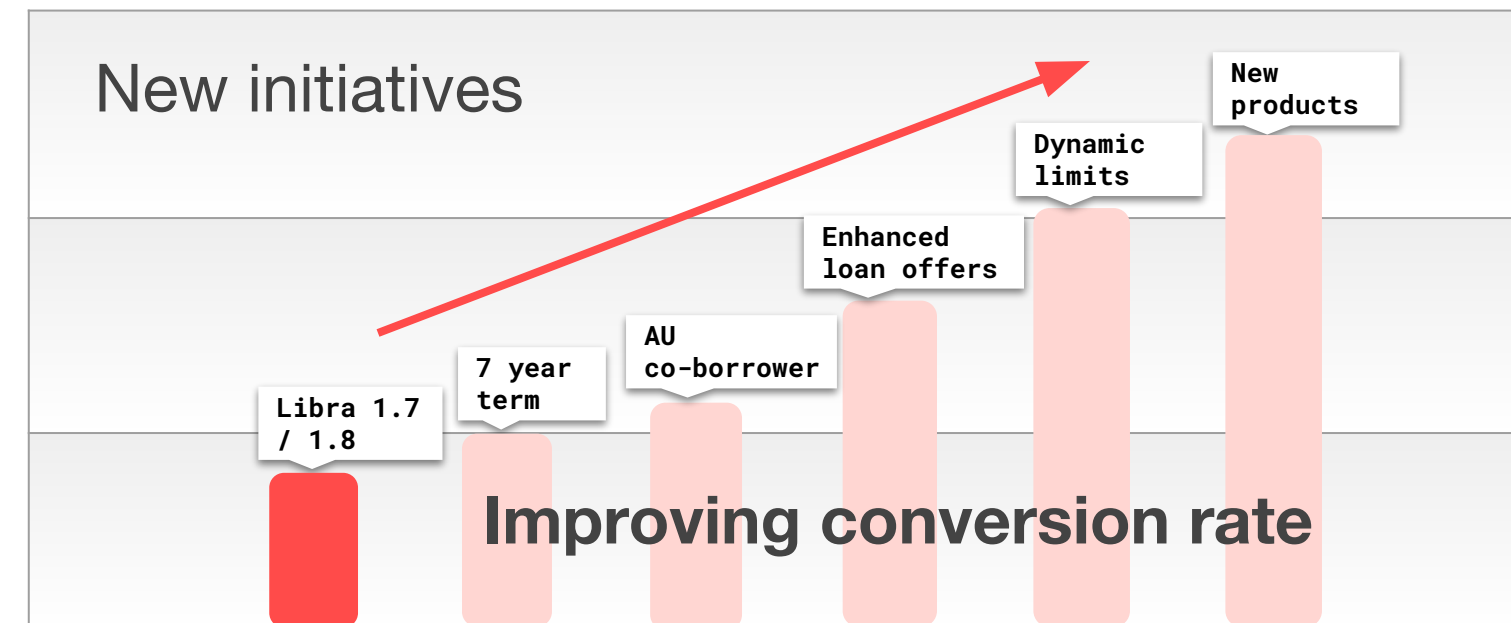 New initiatives
New
products
Dynamic
limits
Enhanced
loan offers
AU
co-borrower
7 year
term
Libra 1.7
/ 1.8
Improving conversion rate